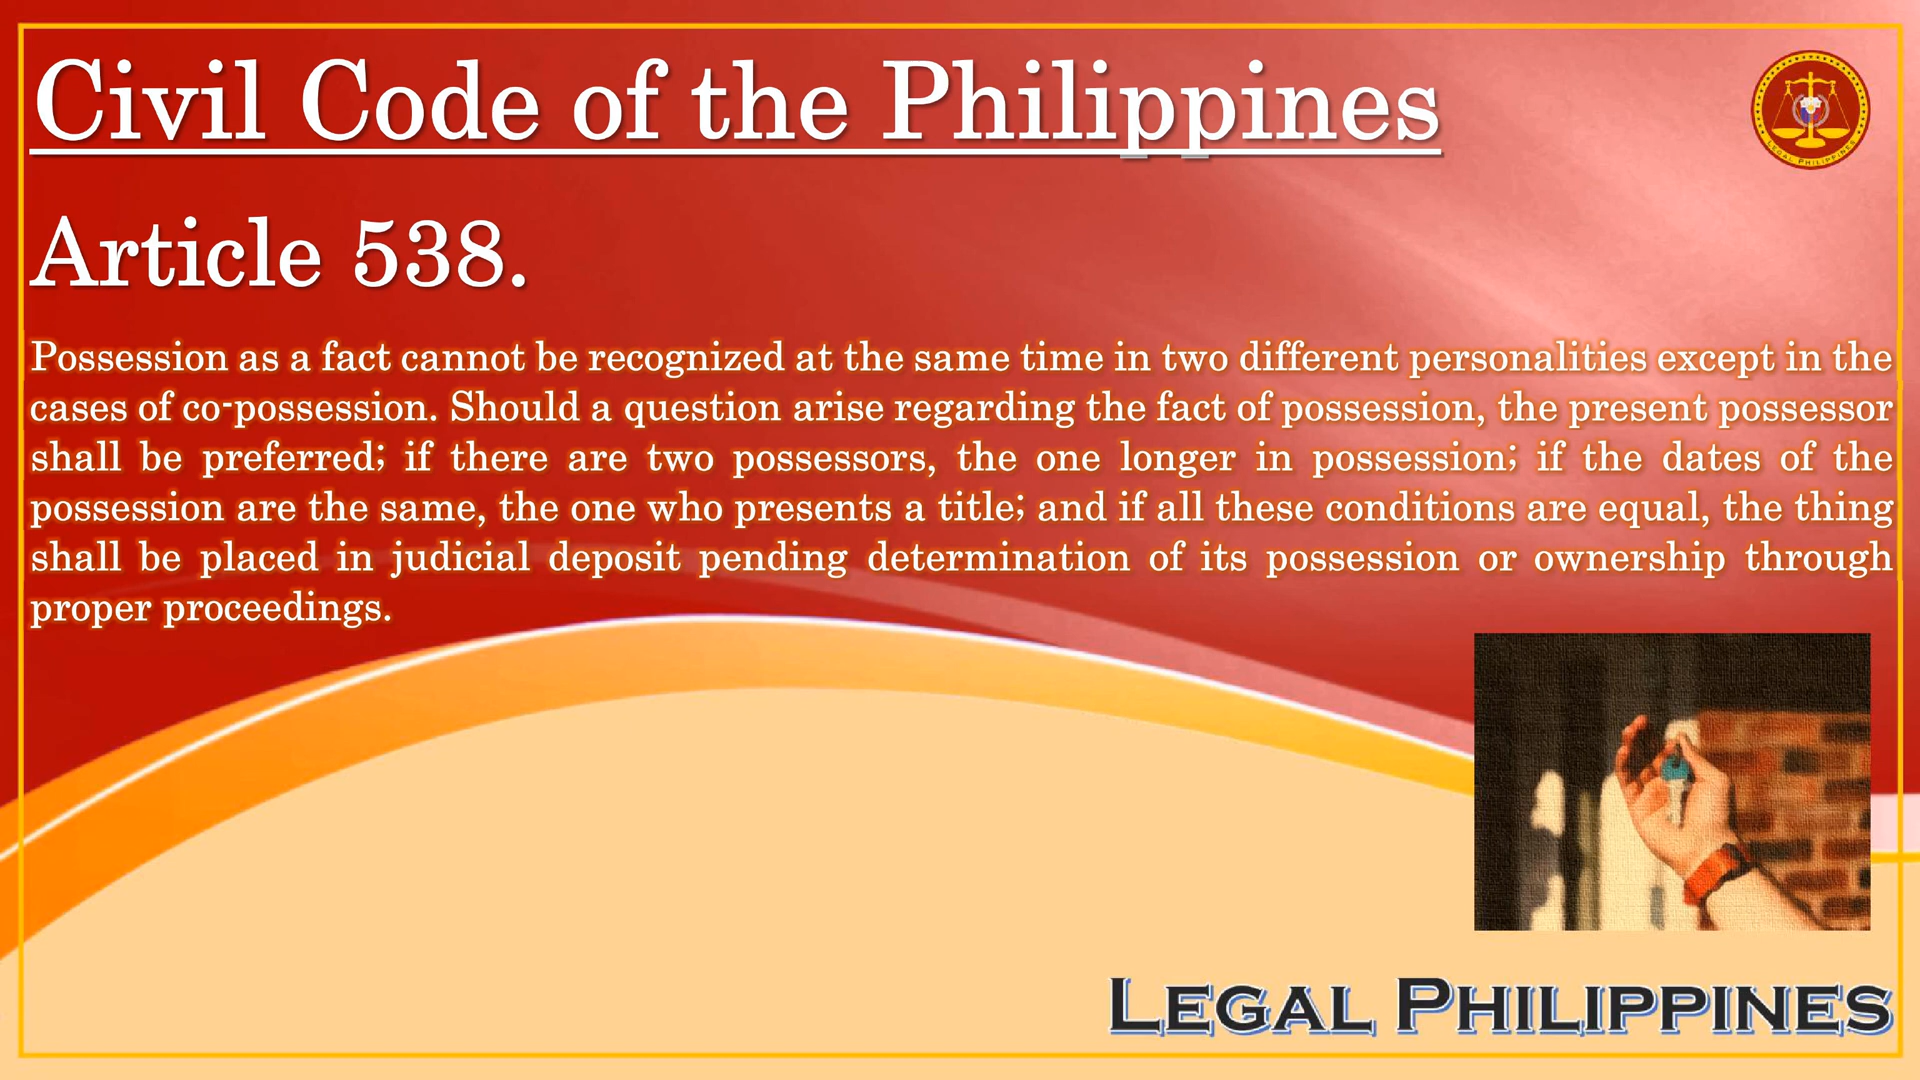 Civil Code of the Philippines
LEGAL PHILIPPINES
Article 538.
Possession as a fact cannot be recognized at the same time in two different personalities except in the
cases of co-possession. Should a question arise regarding the fact of possession, the present possessor
shall be preferred; if there are two possessors, the one longer in possession; if the dates of the
possession are the same, the one who presents a title; and if all these conditions are equal, the thing
shall be placed in judicial deposit pending determination of its possession or ownership through
proper proceedings.
LEGAL PHILIPPINES